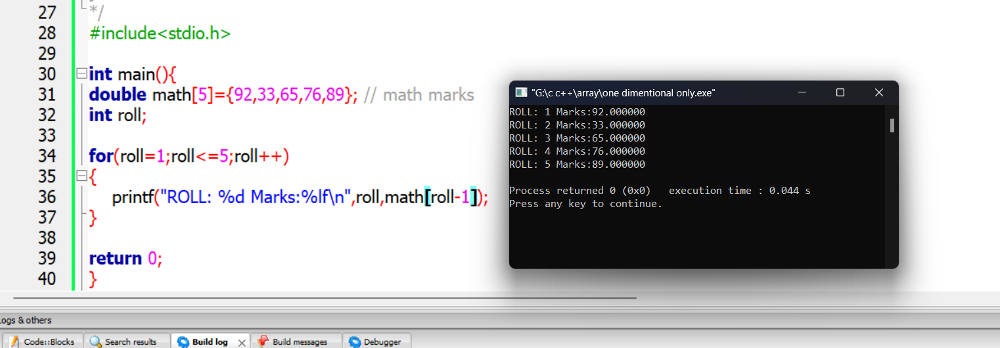 27 */
28 #include<stdio.h>
29
30 int main(){
31 double math[5]={92,33,65,76,89}; // math marks
32 int roll;
33
34 for(roll=1;roll<=5;roll++)
35 {
36 printf("ROLL: %d Marks:%lf\n",roll,math[roll-1]);
37 }
38
39 return 0;
40 }
"G:\c c++\array\one dimentional only.exe"
ROLL: 1 Marks:92.000000
ROLL: 2 Marks:33.000000
ROLL: 3 Marks:65.000000
ROLL: 4 Marks:76.000000
ROLL: 5 Marks:89.000000
Process returned 0 (0x0)   execution time : 0.044 s
Press any key to continue.
ogs & others
Code::Blocks Search results Build log Build messages Debugger